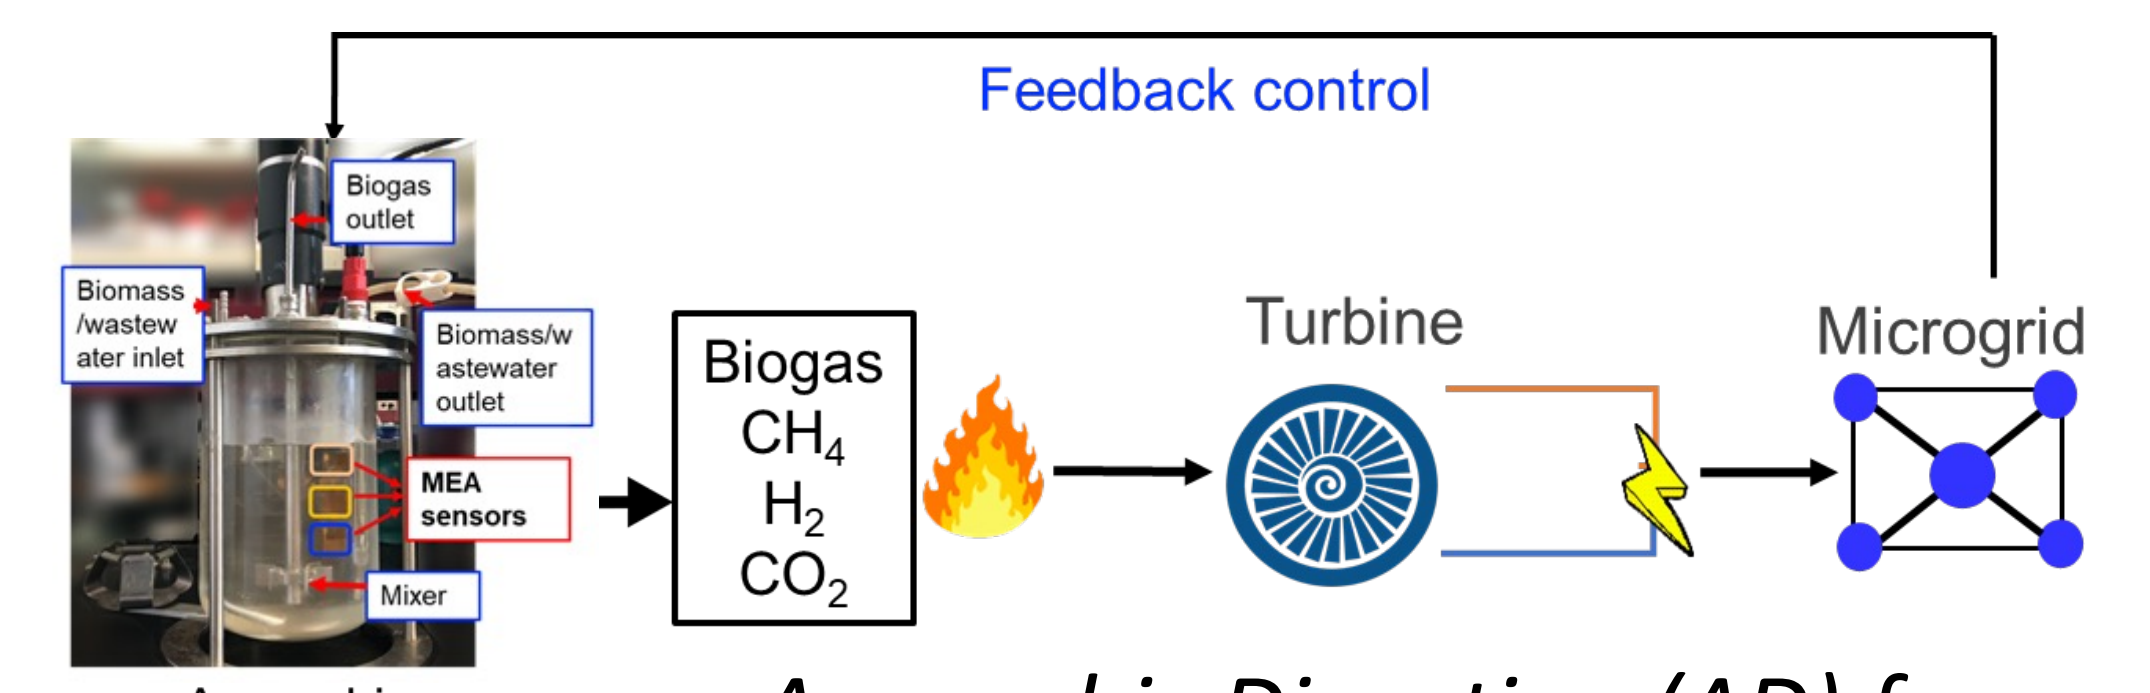 Feedback control
Biogas
outlet
Biomass
/wastew
ater inlet
Biomass/w
astewater
outlet
MEA
sensors
Mixer
Biogas
CH₄
H₂
CO₂
Turbine
Microgrid